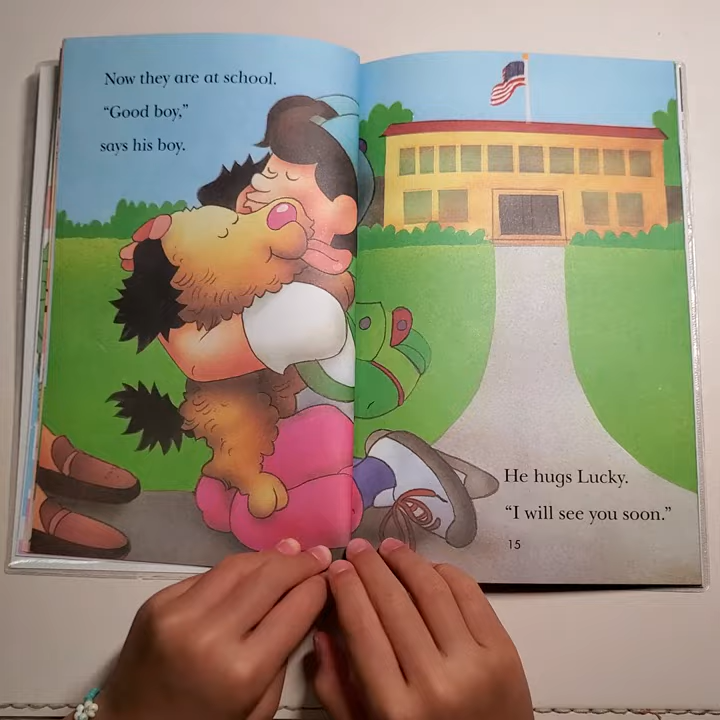 Now they are at school.
“Good boy,”
says his boy.
He hugs Lucky.
“I will see you soon.”
15